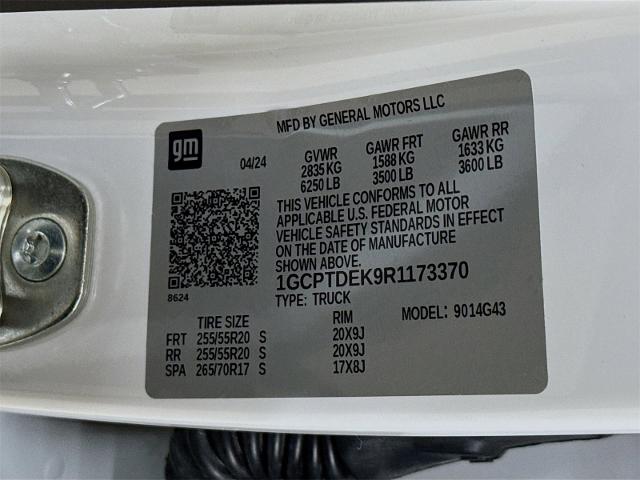 MFD BY GENERAL MOTORS LLC
gm
04/24
GVWR GAWR FRT GAWR RR
2835 KG 1588 KG 1633 KG
6250 LB 3500 LB 3600 LB
THIS VEHICLE CONFORMS TO ALL
APPLICABLE U.S. FEDERAL MOTOR
VEHICLE SAFETY STANDARDS IN EFFECT
ON THE DATE OF MANUFACTURE
SHOWN ABOVE.
8624
1GCPTDEK9R1173370
TYPE: TRUCK
MODEL: 9014G43
TIRE SIZE RIM
FRT 255/55R20 S 20X9J
RR 255/55R20 S 20X9J
SPA 265/70R17 S 17X8J